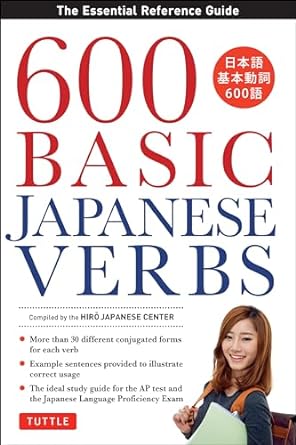 The Essential Reference Guide
600
日本語
基本動詞
600語
BASIC
JAPANESE
VERBS
Compiled by the HIRŌ JAPANESE CENTER
• More than 30 different conjugated forms
for each verb
• Example sentences provided to illustrate
correct usage
• The ideal study guide for the AP test and
the Japanese Language Proficiency Exam
TUTTLE